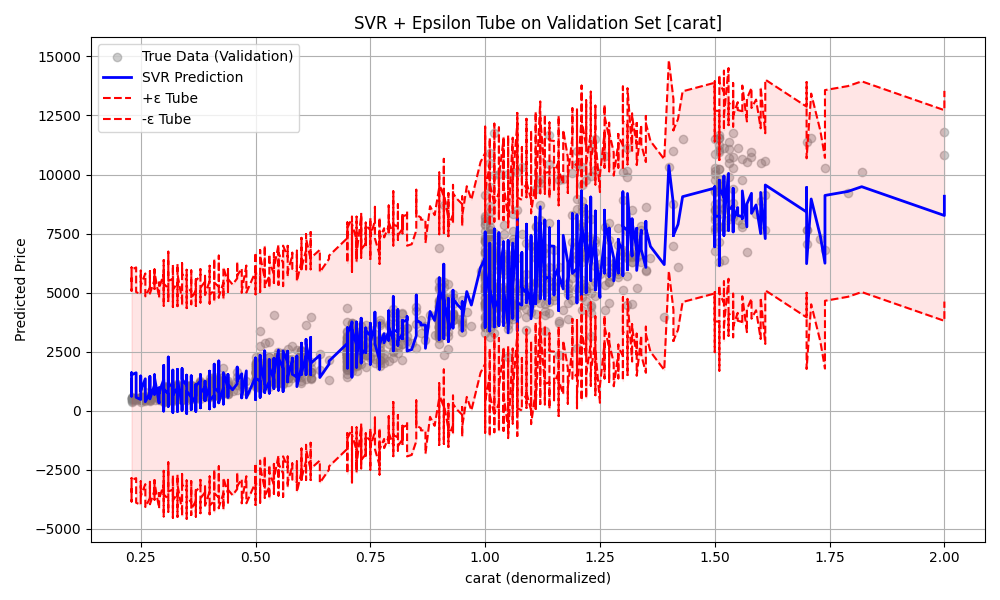 SVR + Epsilon Tube on Validation Set [carat]
True Data (Validation)
SVR Prediction
+ε Tube
-ε Tube
15000
12500
10000
7500
5000
2500
0
−2500
−5000
Predicted Price
0.25 0.50 0.75 1.00 1.25 1.50 1.75 2.00
carat (denormalized)